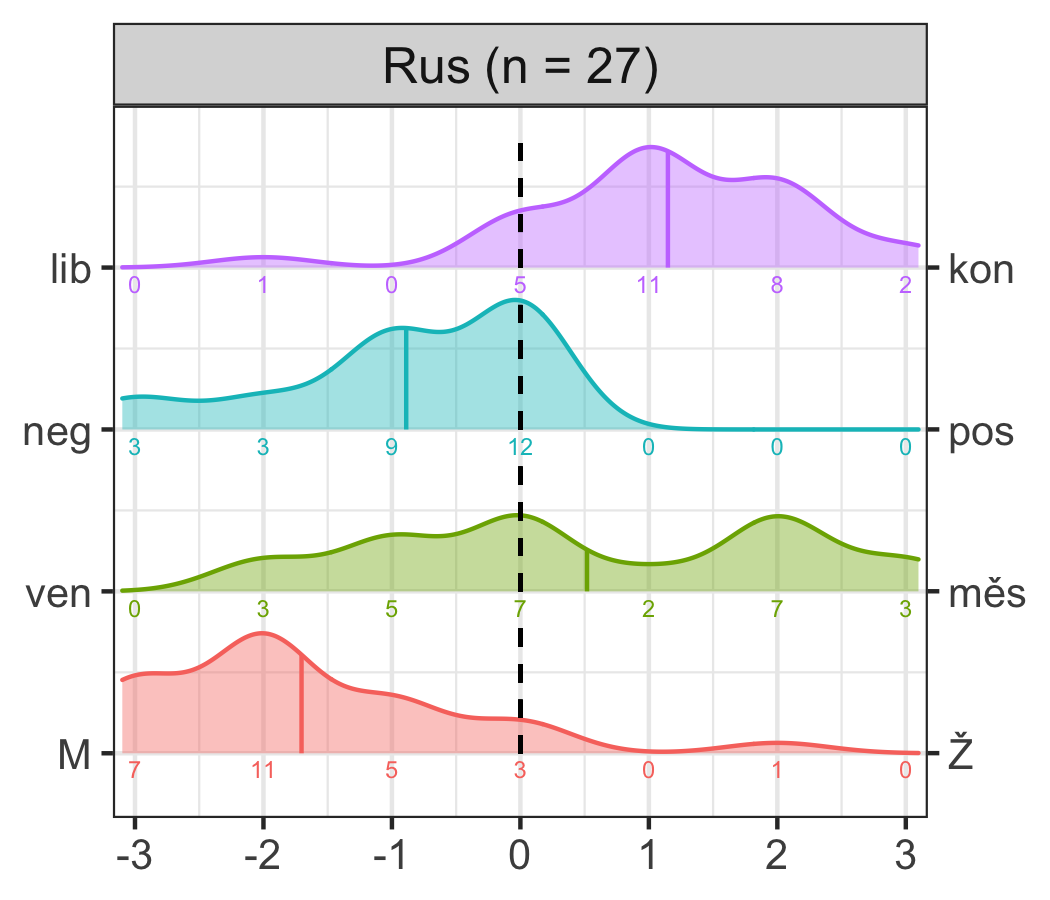 Rus (n = 27)
lib kon
0 1 0 5 11 8 2
neg pos
3 3 9 12 0 0 0
ven měs
0 3 5 7 2 7 3
M Ž
7 11 5 3 0 1 0
-3 -2 -1 0 1 2 3